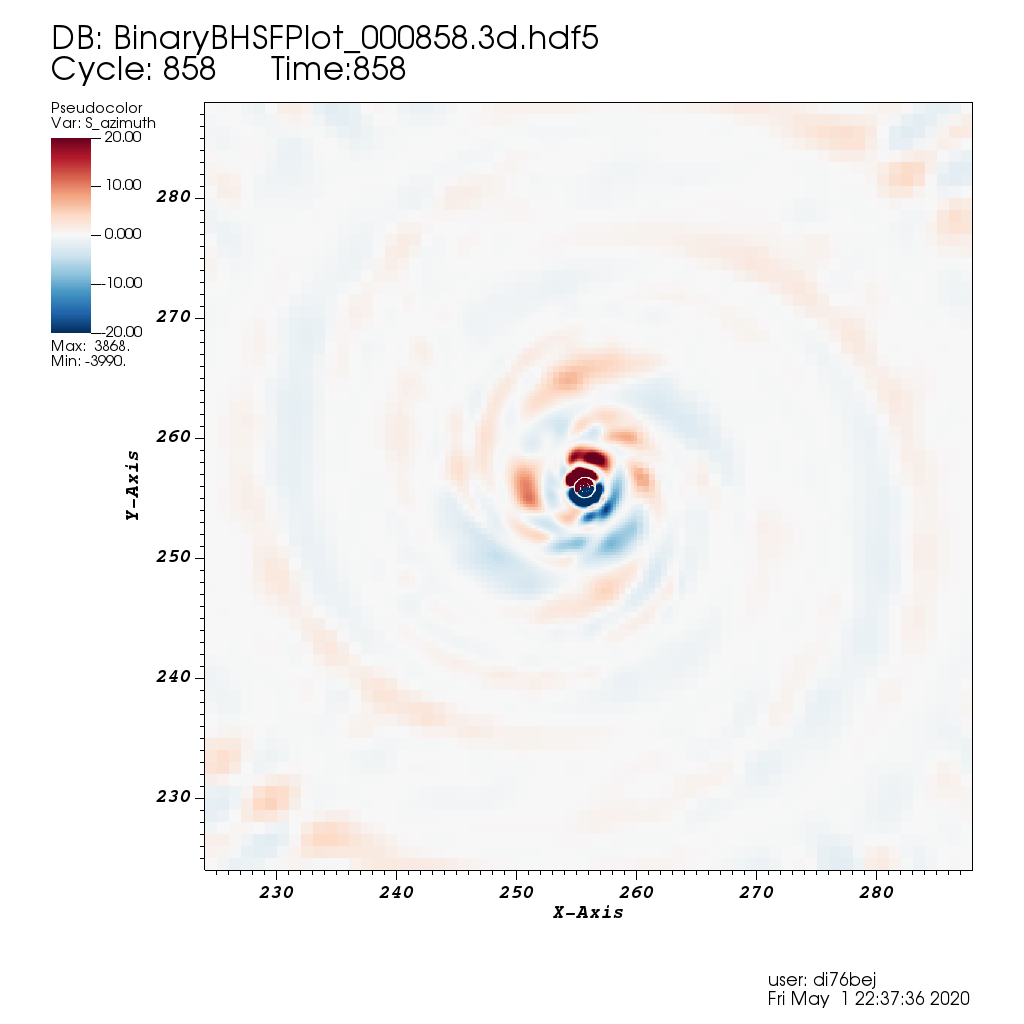 DB: BinaryBHSFPlot_000858.3d.hdf5
Cycle: 858 Time:858
Pseudocolor
Var: S_azimuth
20.00
10.00
0.000
-10.00
-20.00
Max: 3868.
Min: -3990.
280
270
260
250
240
230
Y-Axis
230 240 250 260 270 280
X-Axis
user: di76bej
Fri May 1 22:37:36 2020